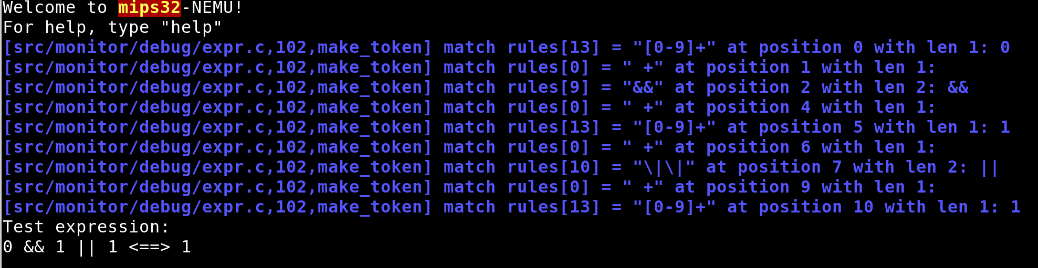 Welcome to mips32-NEMU!
For help, type "help"
[src/monitor/debug/expr.c,102,make_token] match rules[13] = "[0-9]+" at position 0 with len 1: 0
[src/monitor/debug/expr.c,102,make_token] match rules[0] = " +" at position 1 with len 1:
[src/monitor/debug/expr.c,102,make_token] match rules[9] = "&&" at position 2 with len 2: &&
[src/monitor/debug/expr.c,102,make_token] match rules[0] = " +" at position 4 with len 1:
[src/monitor/debug/expr.c,102,make_token] match rules[13] = "[0-9]+" at position 5 with len 1: 1
[src/monitor/debug/expr.c,102,make_token] match rules[0] = " +" at position 6 with len 1:
[src/monitor/debug/expr.c,102,make_token] match rules[10] = "\|\|" at position 7 with len 2: ||
[src/monitor/debug/expr.c,102,make_token] match rules[0] = " +" at position 9 with len 1:
[src/monitor/debug/expr.c,102,make_token] match rules[13] = "[0-9]+" at position 10 with len 1: 1
Test expression:
0 && 1 || 1 <==> 1